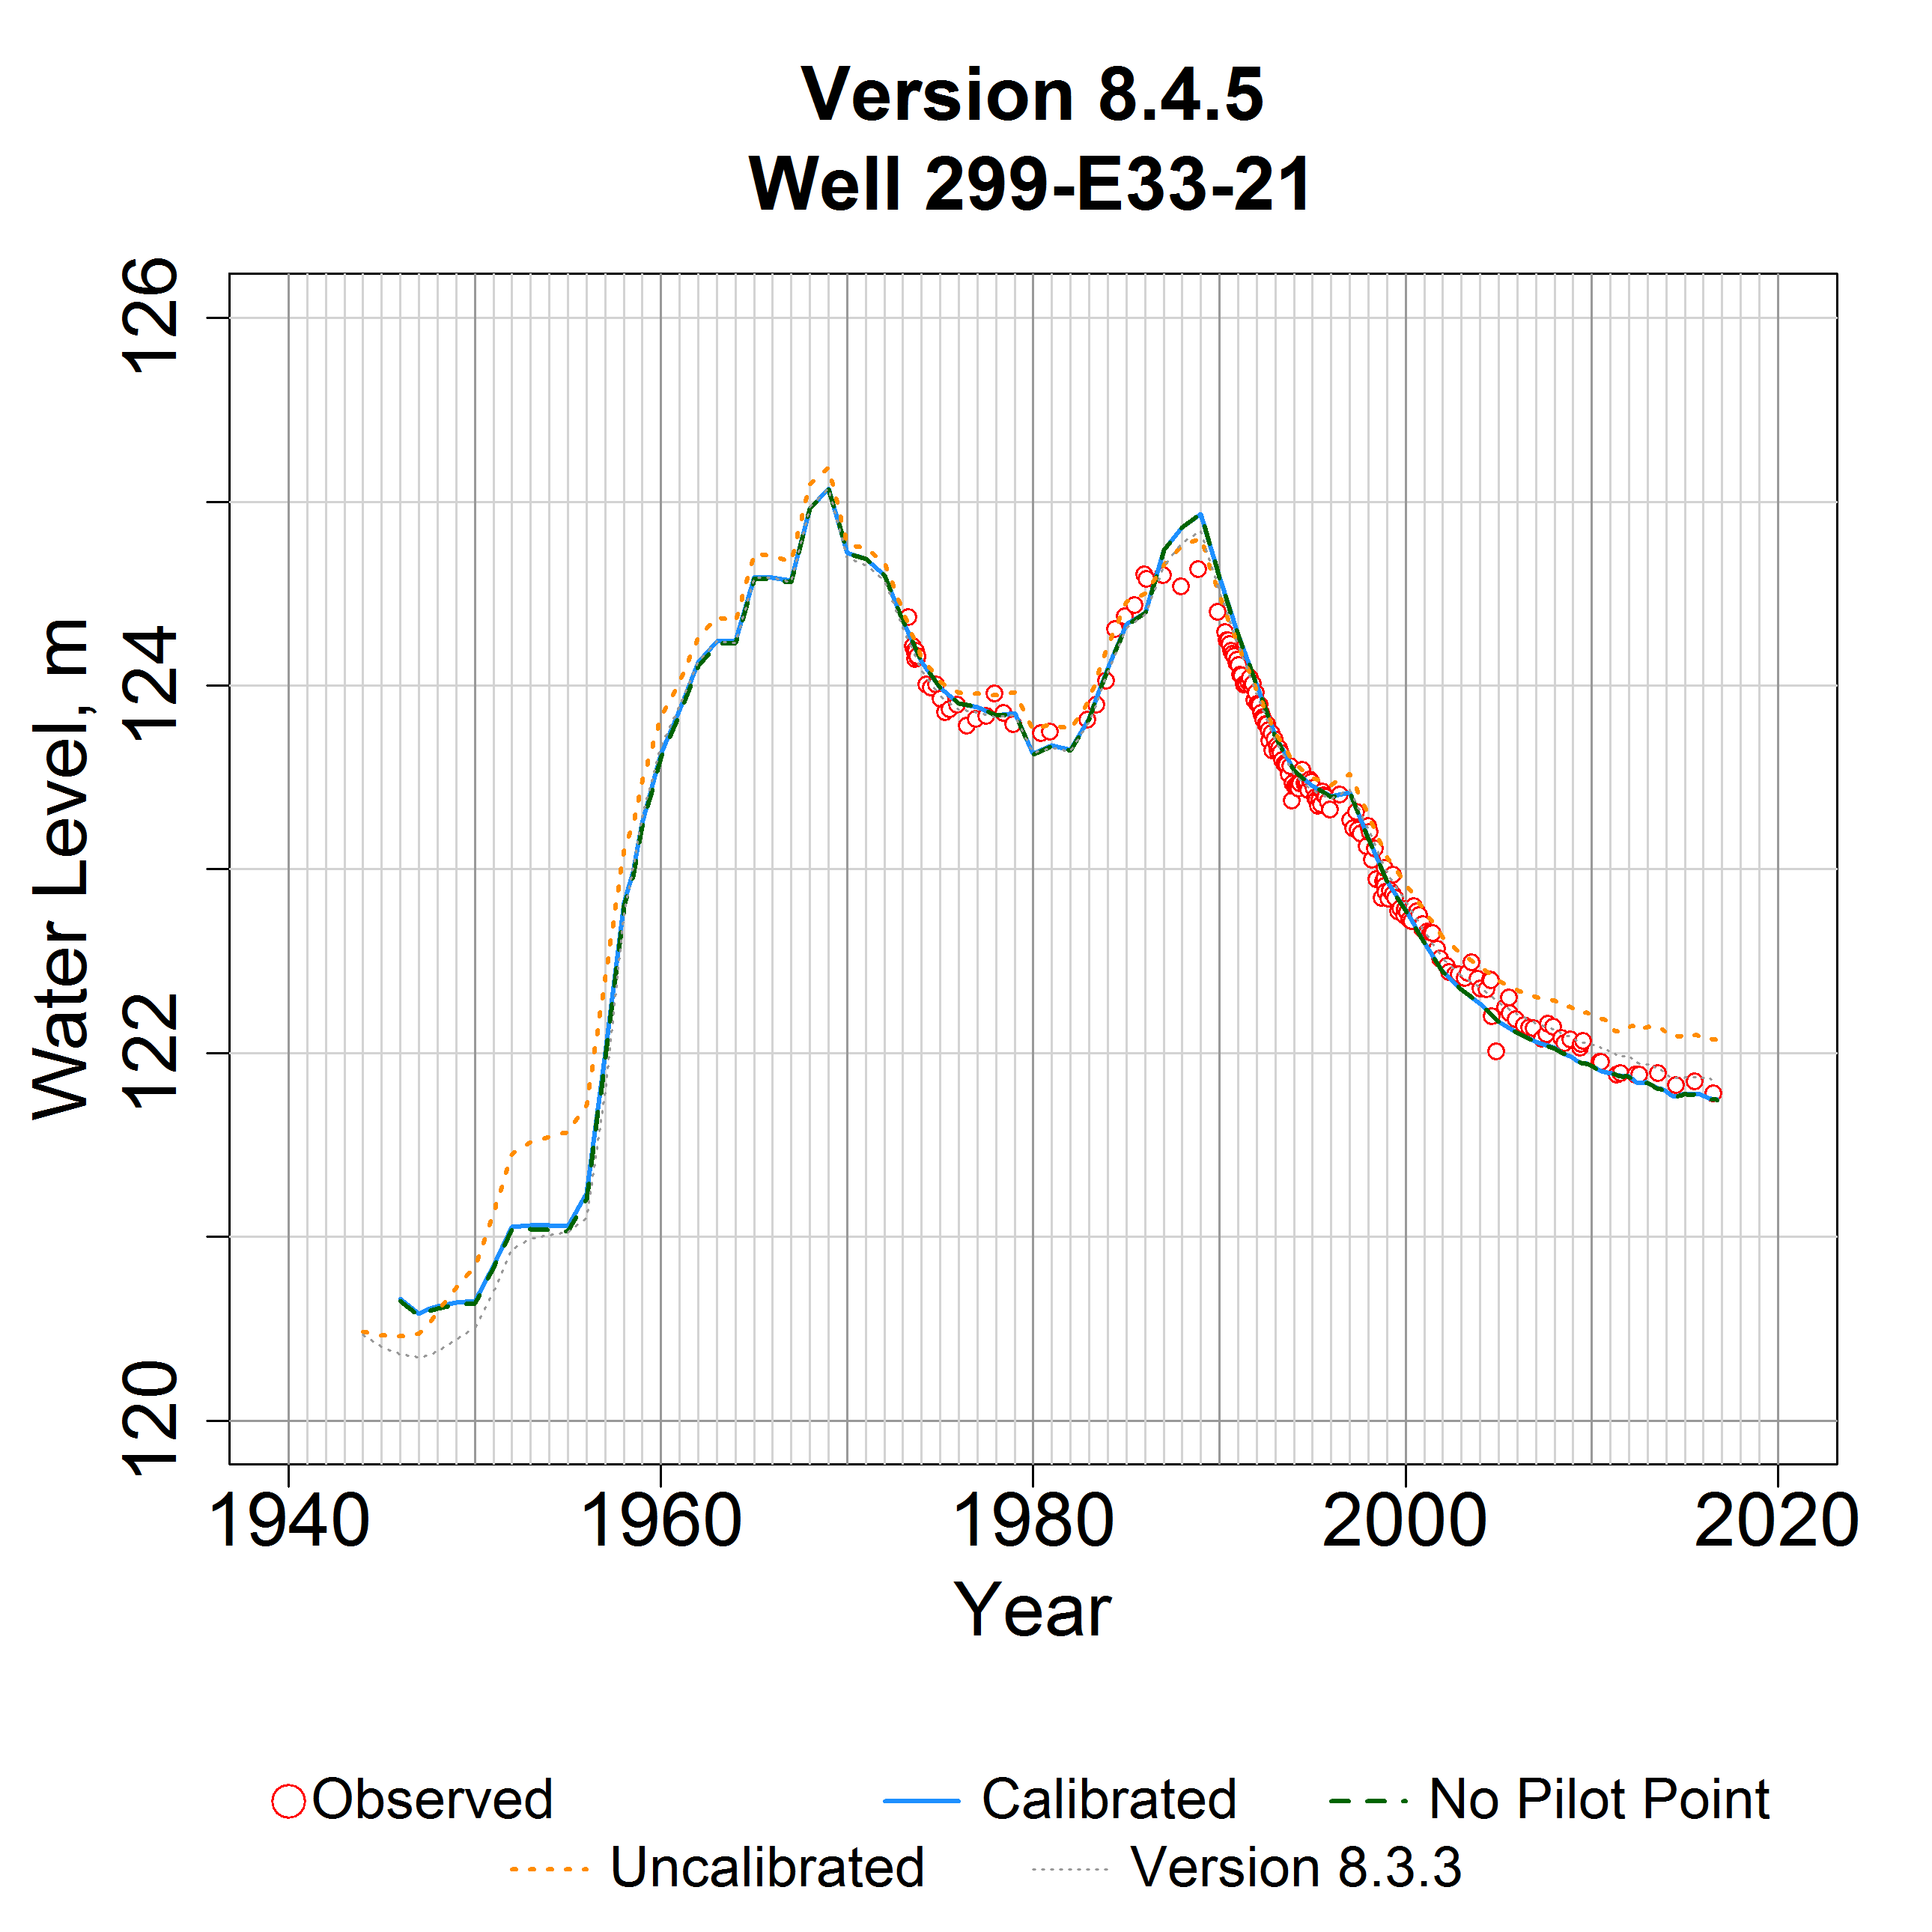 Version 8.4.5
Well 299-E33-21
Water Level, m
126
124
122
120
1940 1960 1980 2000 2020
Year
Observed Calibrated No Pilot Point
Uncalibrated Version 8.3.3